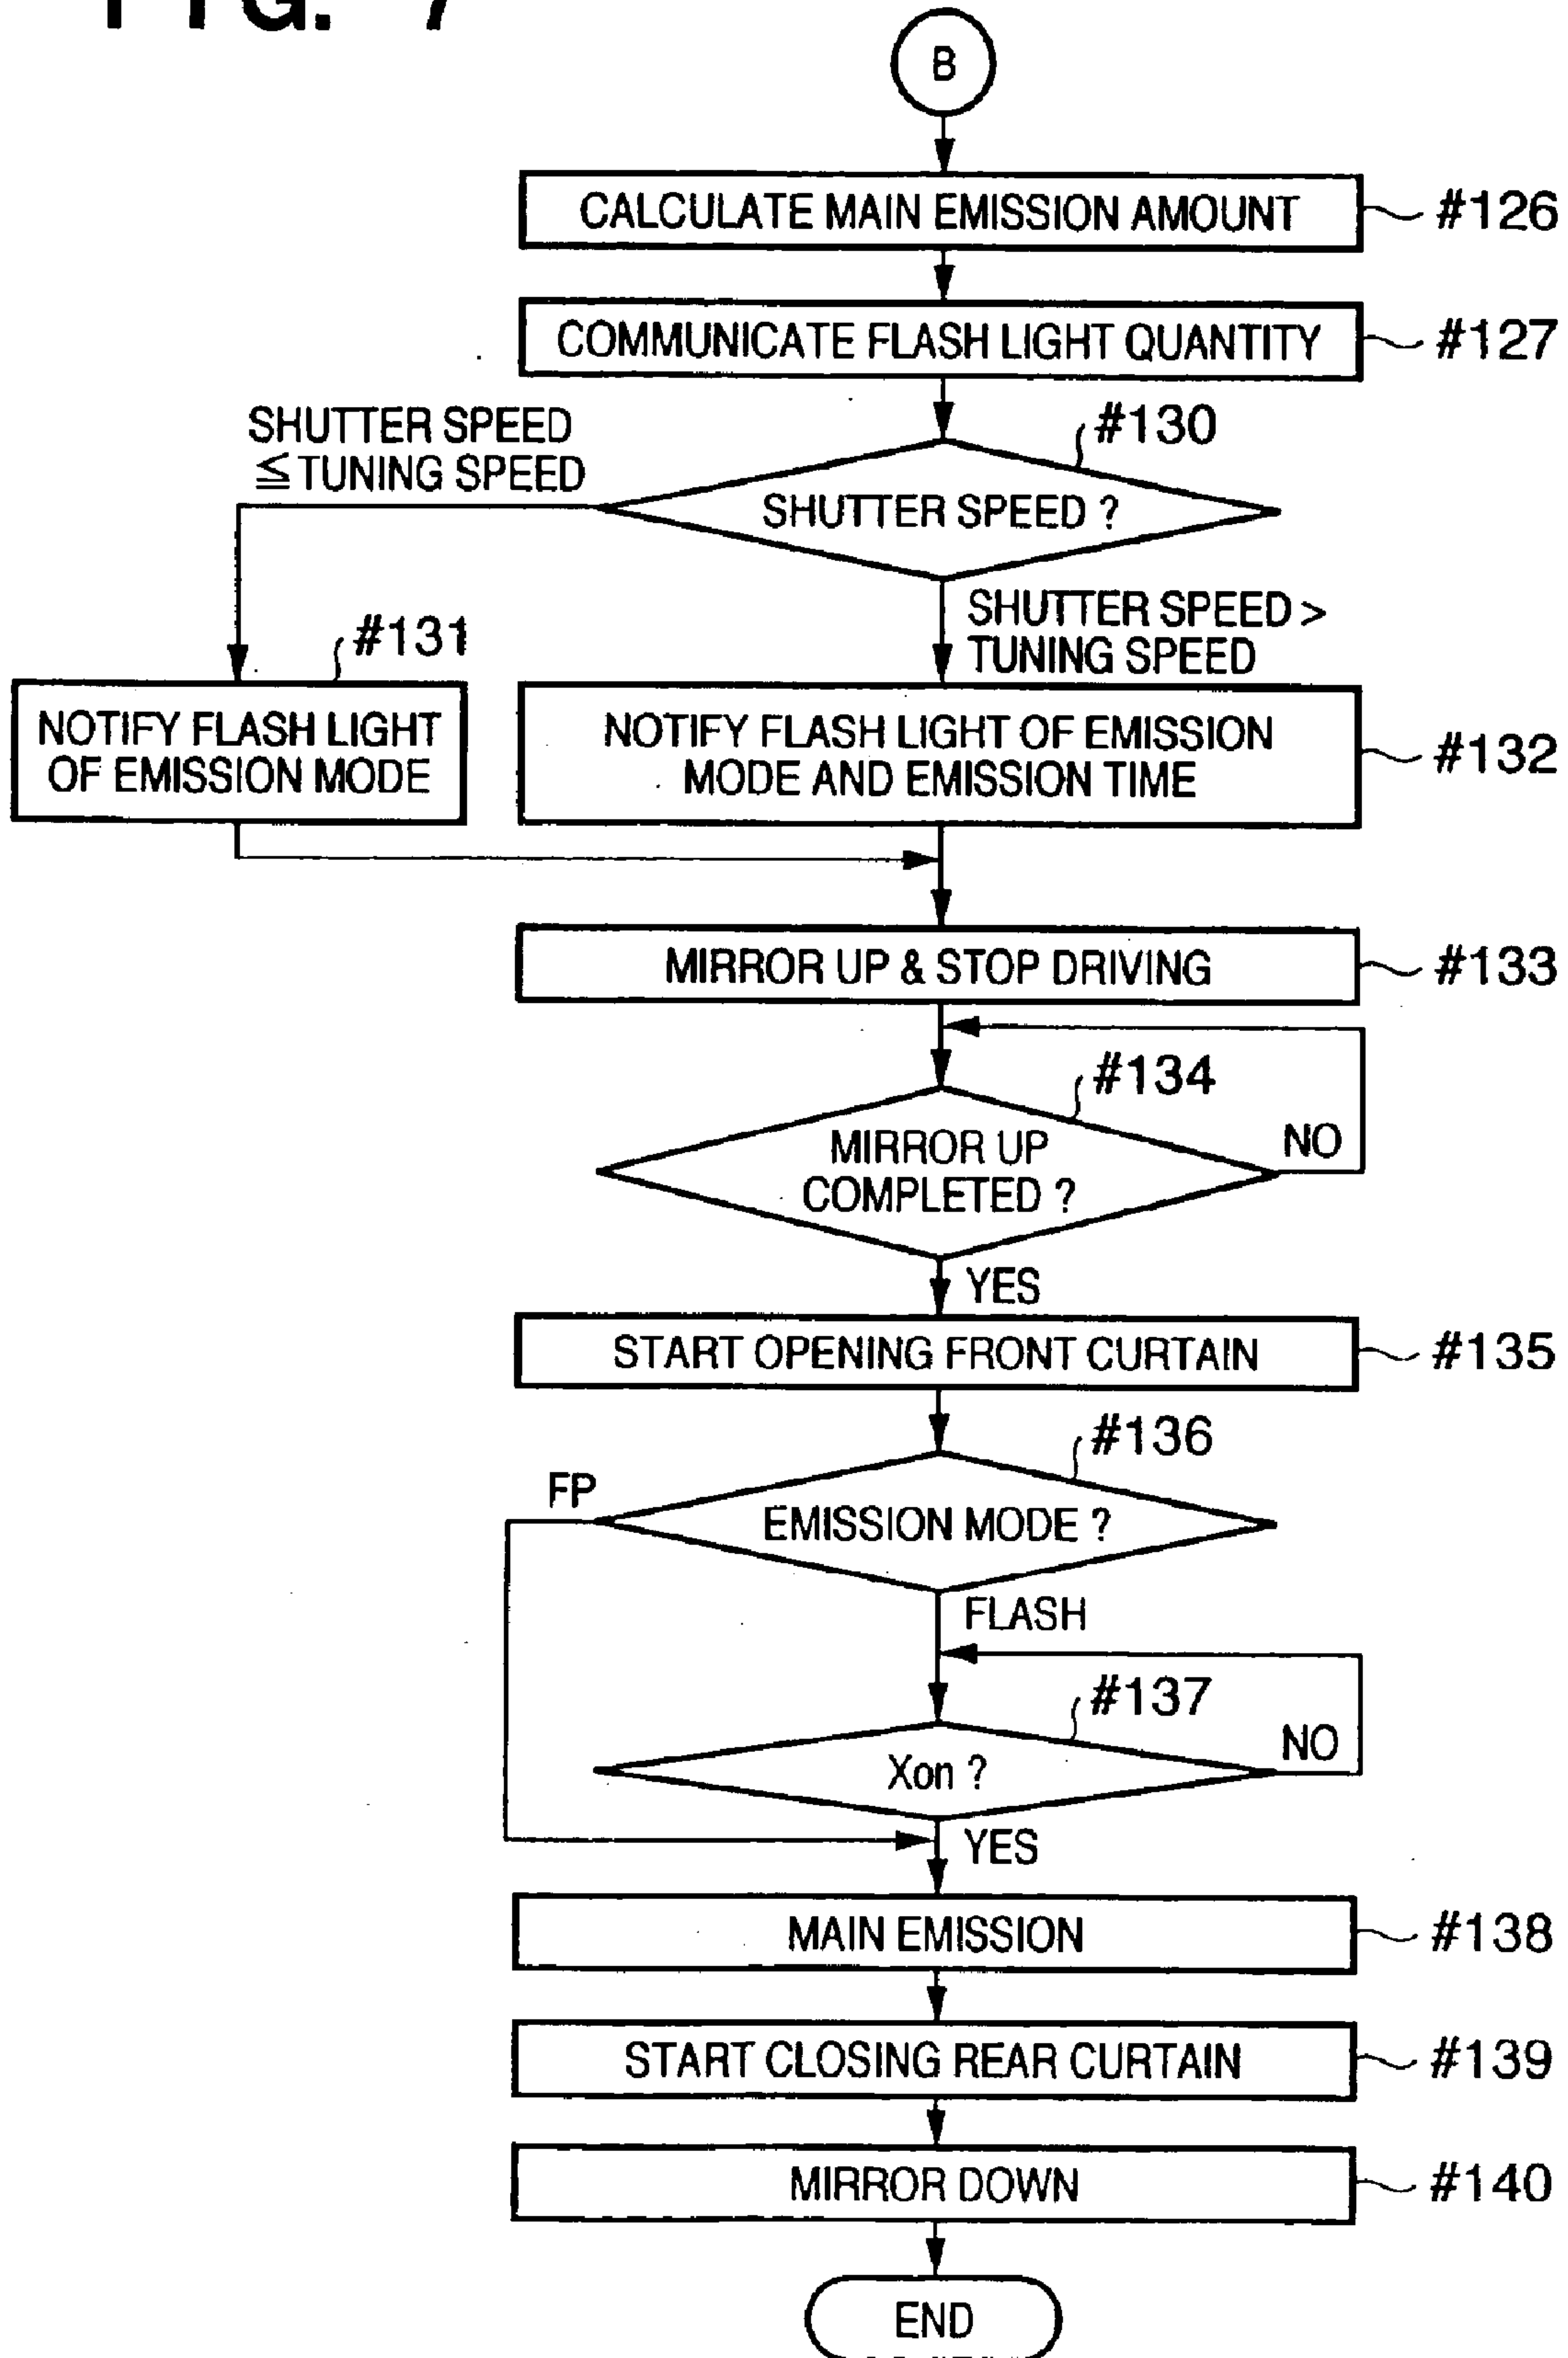 FIG. 7
B
CALCULATE MAIN EMISSION AMOUNT
#126
COMMUNICATE FLASH LIGHT QUANTITY
#127
SHUTTER SPEED
≦ TUNING SPEED
#130
SHUTTER SPEED ?
SHUTTER SPEED >
TUNING SPEED
#131
NOTIFY FLASH LIGHT
OF EMISSION MODE
NOTIFY FLASH LIGHT OF EMISSION
MODE AND EMISSION TIME
#132
MIRROR UP & STOP DRIVING
#133
#134
MIRROR UP
COMPLETED ?
NO
YES
START OPENING FRONT CURTAIN
#135
#136
FP
EMISSION MODE ?
FLASH
#137
Xon ?
NO
YES
MAIN EMISSION
#138
START CLOSING REAR CURTAIN
#139
MIRROR DOWN
#140
END